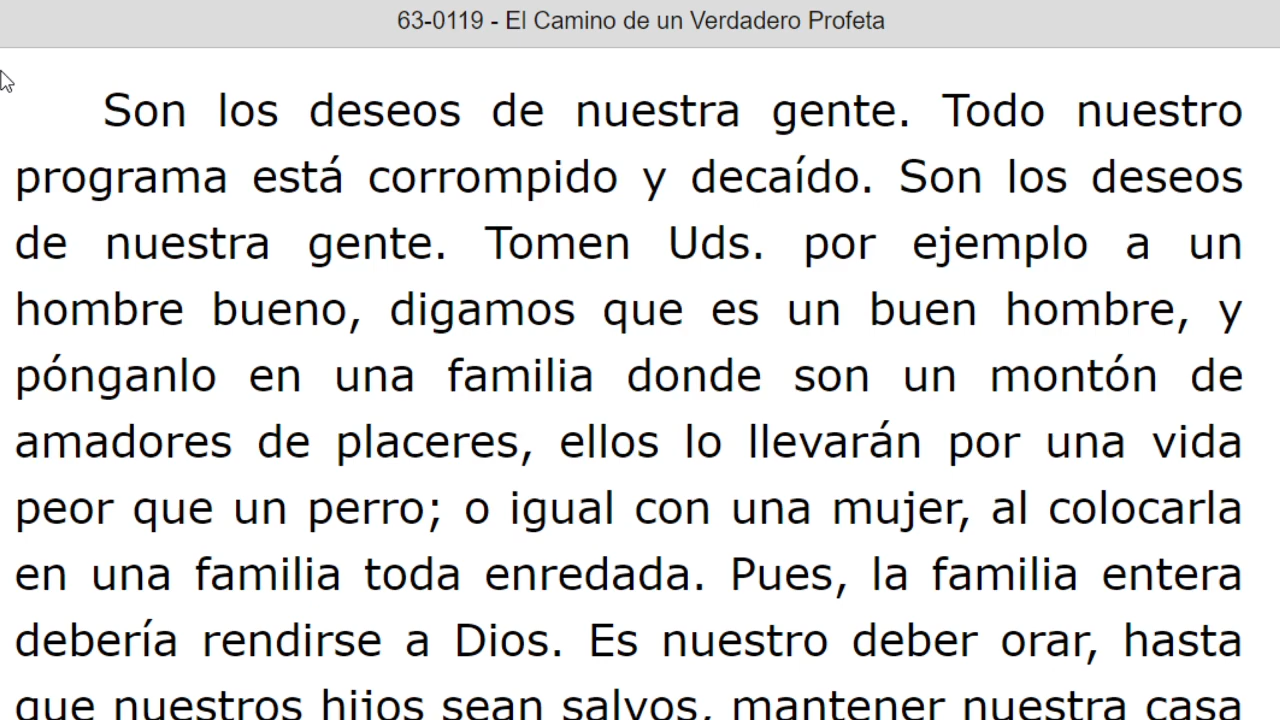 63-0119 - El Camino de un Verdadero Profeta
Son los deseos de nuestra gente. Todo nuestro
programa está corrompido y decaído. Son los deseos
de nuestra gente. Tomen Uds. por ejemplo a un
hombre bueno, digamos que es un buen hombre, y
pónganlo en una familia donde son un montón de
amadores de placeres, ellos lo llevarán por una vida
peor que un perro; o igual con una mujer, al colocarla
en una familia toda enredada. Pues, la familia entera
debería rendirse a Dios. Es nuestro deber orar, hasta
que nuestros hijos sean salvos, mantener nuestra casa